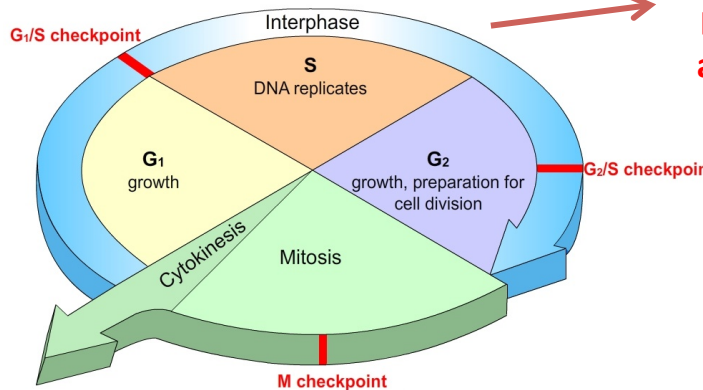 Interphase
G₁/S checkpoint
S
DNA replicates
G₁
growth
G₂
growth, preparation for
cell division
G₂/S checkpoin
Cytokinesis
Mitosis
M checkpoint